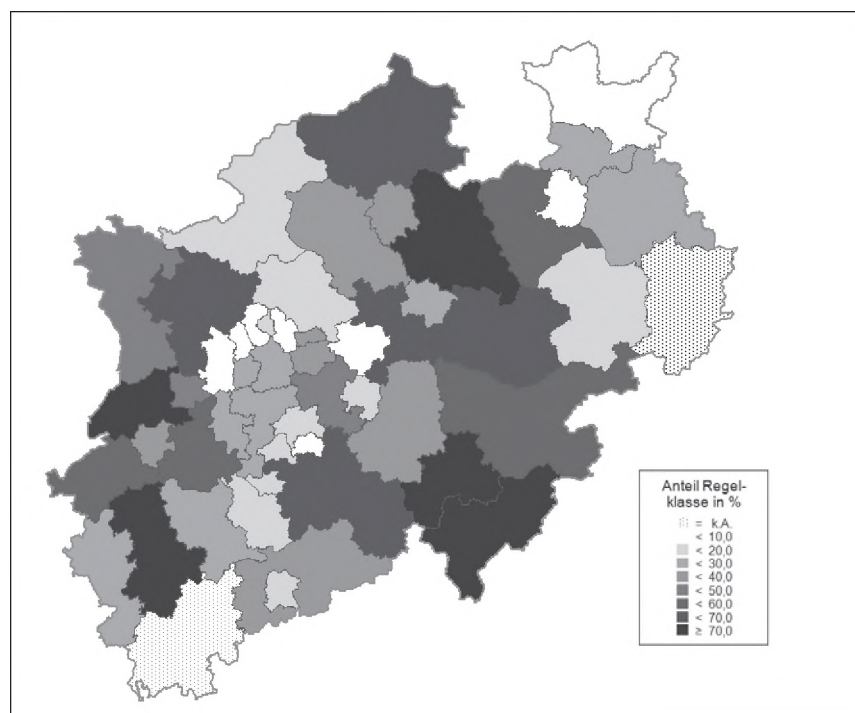 Anteil Regel-
klasse in %
= k.A.
< 10,0
< 20,0
< 30,0
< 40,0
< 50,0
< 60,0
< 70,0
≥ 70,0